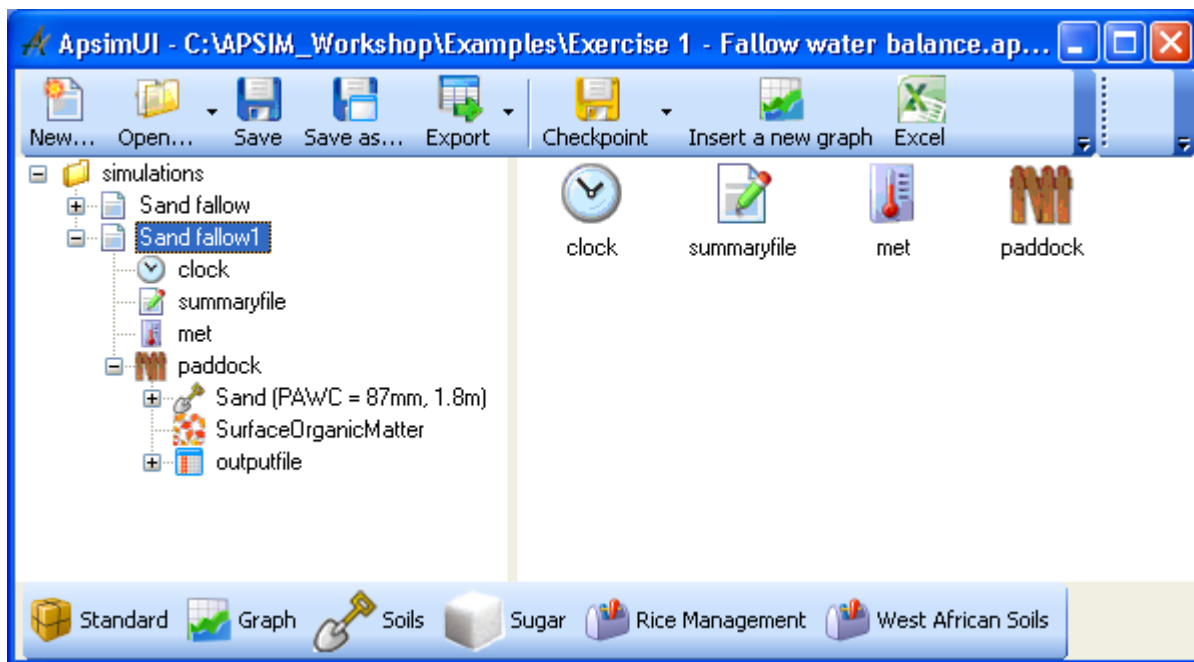 ApsimUI - C:\APSIM_Workshop\Examples\Exercise 1 - Fallow water balance.ap...
New... Open... Save Save as... Export Checkpoint Insert a new graph Excel
simulations
Sand fallow
Sand fallow1
clock
summaryfile
met
paddock
Sand (PAWC = 87mm, 1.8m)
SurfaceOrganicMatter
outputfile
clock summaryfile met paddock
Standard Graph Soils Sugar Rice Management West African Soils